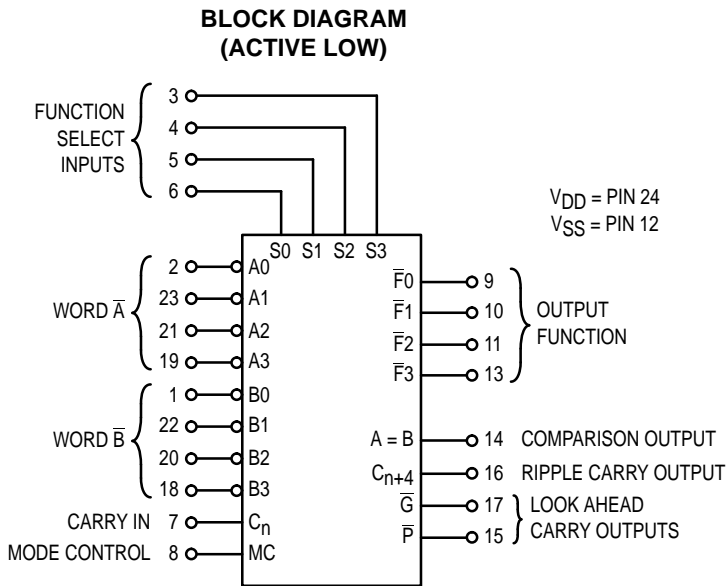 BLOCK DIAGRAM
(ACTIVE LOW)
FUNCTION
SELECT
INPUTS
3
4
5
6
V_DD = PIN 24
V_SS = PIN 12
S0 S1 S2 S3
WORD A̅
2 A0
23 A1
21 A2
19 A3
WORD B̅
1 B0
22 B1
20 B2
18 B3
CARRY IN 7 Cn
MODE CONTROL 8 MC
F̅0 9
F̅1 10
F̅2 11
F̅3 13
OUTPUT
FUNCTION
A = B 14 COMPARISON OUTPUT
Cn+4 16 RIPPLE CARRY OUTPUT
G̅ 17 LOOK AHEAD
P̅ 15 CARRY OUTPUTS